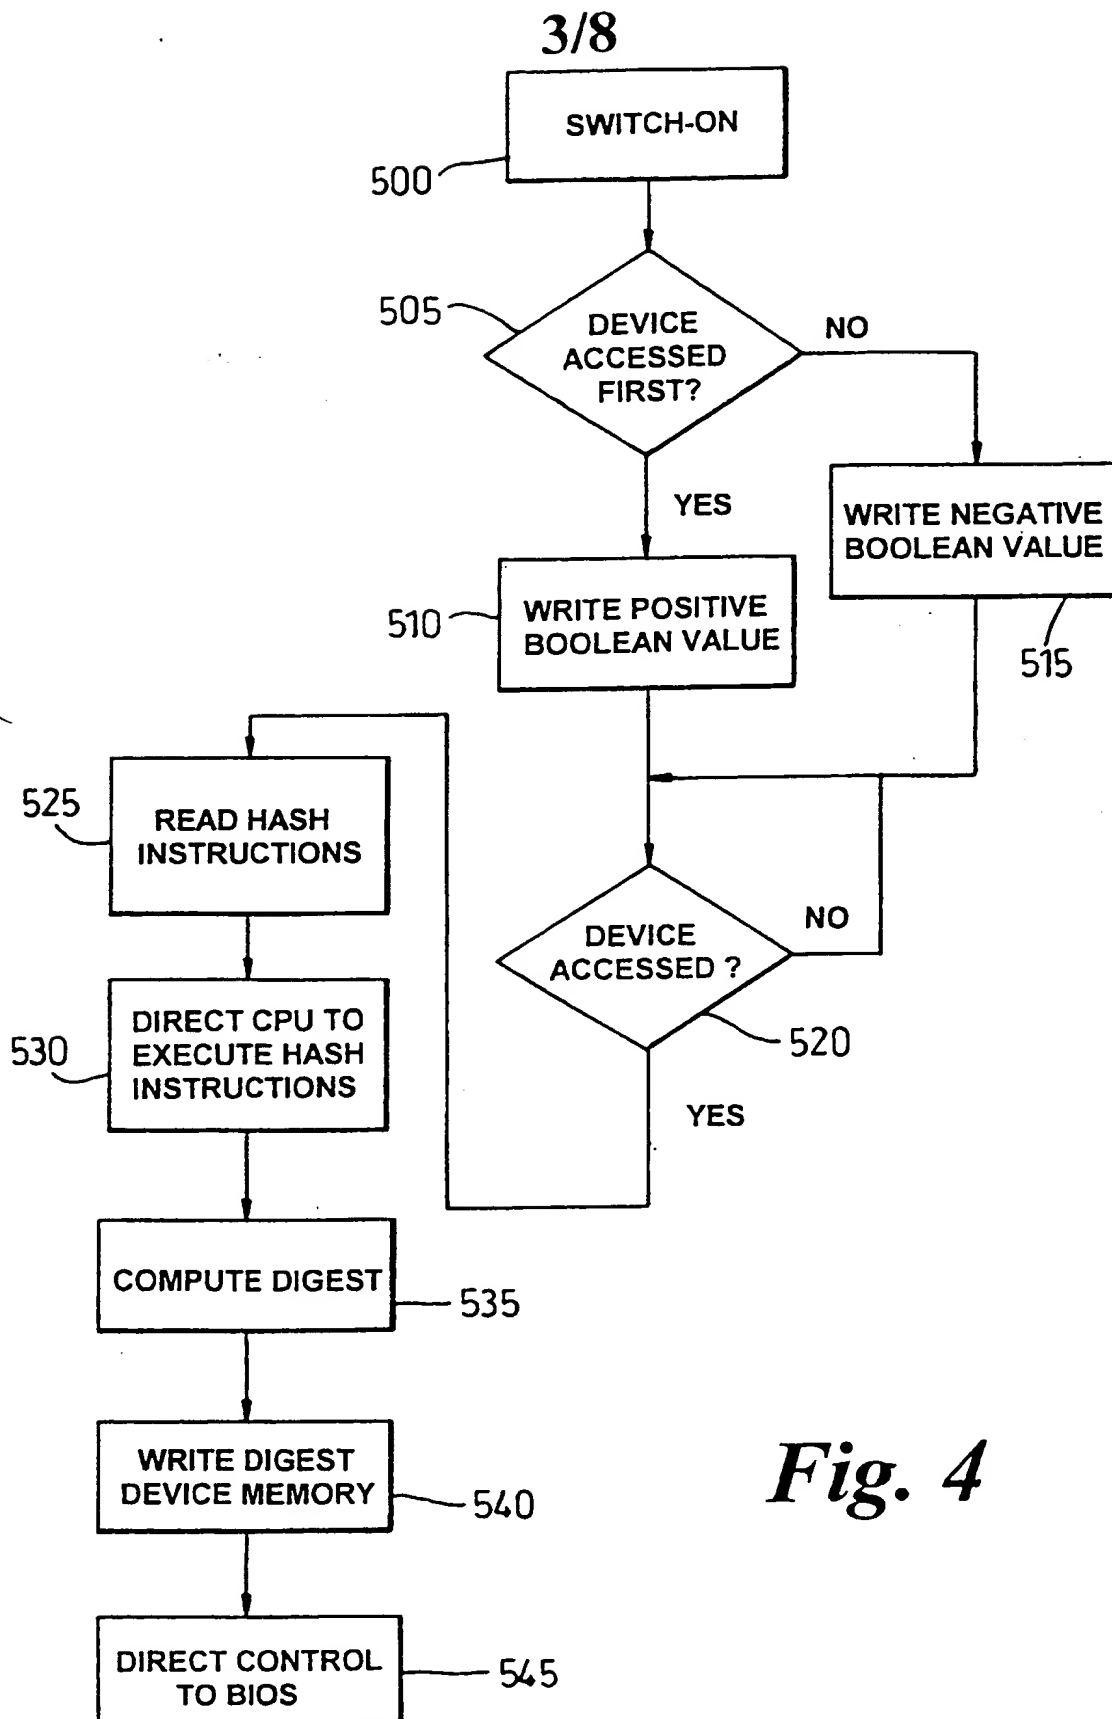 3/8
SWITCH-ON
500
505
DEVICE
ACCESSED
FIRST?
NO
YES
WRITE NEGATIVE
BOOLEAN VALUE
515
510
WRITE POSITIVE
BOOLEAN VALUE
525
READ HASH
INSTRUCTIONS
DEVICE
ACCESSED ?
NO
520
YES
530
DIRECT CPU TO
EXECUTE HASH
INSTRUCTIONS
COMPUTE DIGEST
535
WRITE DIGEST
DEVICE MEMORY
540
DIRECT CONTROL
TO BIOS
545
Fig. 4